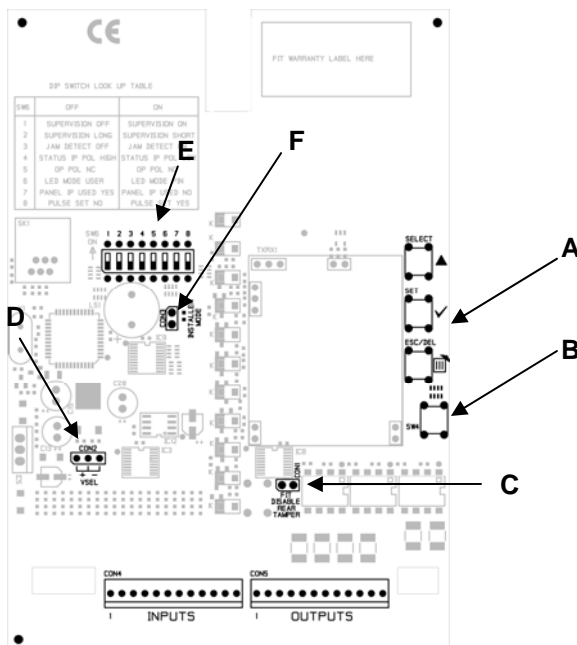 CE
FIT WARRANTY LABEL HERE
DIP SWITCH LOOK UP TABLE
SW6 OFF ON
1 SUPERVISION OFF SUPERVISION ON
2 SUPERVISION LONG SUPERVISION SHORT
3 JAM DETECT OFF JAM DETECT
4 STATUS IP POL HIGH STATUS IP POL
5 OP POL NC OP POL
6 LED MODE USER LED MODE
7 PANEL IP USED YES PANEL IP USED NO
8 PULSE SET NO PULSE SET YES
E
F
A
B
C
D
SK1
SW6
ON
1 2 3 4 5 6 7 8
LS1
CON3
INSTALLER
MODE
TXRX1
SELECT
SET
ESC/DEL
SW4
C20
CON2
+ −
VSEL
CON1
FIT
DISABLE
REAR
TAMPER
CON4
1 INPUTS
CON5
1 OUTPUTS